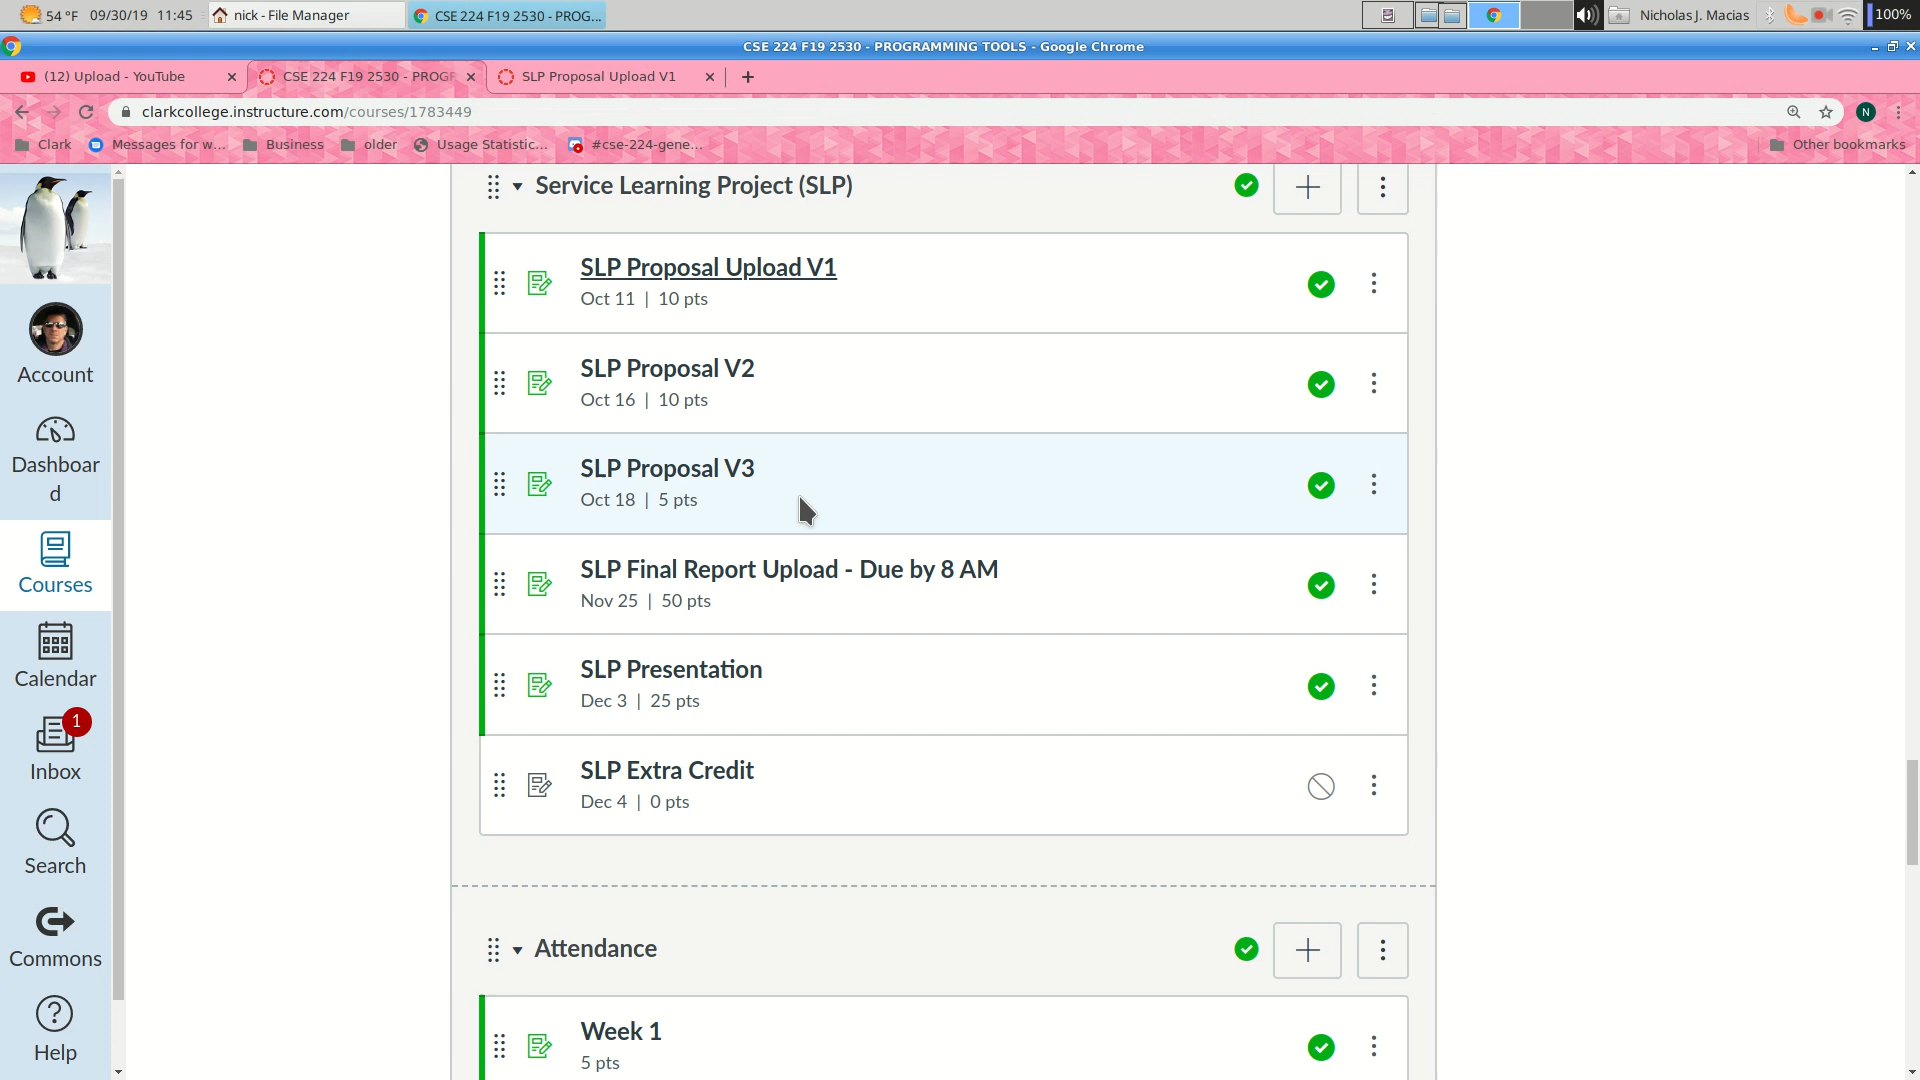 54 °F 09/30/19 11:45 nick - File Manager CSE 224 F19 2530 - PROG... Nicholas J. Macias 100%
CSE 224 F19 2530 - PROGRAMMING TOOLS - Google Chrome
(12) Upload - YouTube CSE 224 F19 2530 - PROGR SLP Proposal Upload V1
clarkcollege.instructure.com/courses/1783449 N
Clark Messages for w... Business older Usage Statistic... #cse-224-gene... Other bookmarks
Service Learning Project (SLP)
SLP Proposal Upload V1
Oct 11 | 10 pts
SLP Proposal V2
Oct 16 | 10 pts
SLP Proposal V3
Oct 18 | 5 pts
SLP Final Report Upload - Due by 8 AM
Nov 25 | 50 pts
SLP Presentation
Dec 3 | 25 pts
SLP Extra Credit
Dec 4 | 0 pts
Attendance
Week 1
5 pts
Account
Dashboar
d
Courses
Calendar
1
Inbox
Search
Commons
Help